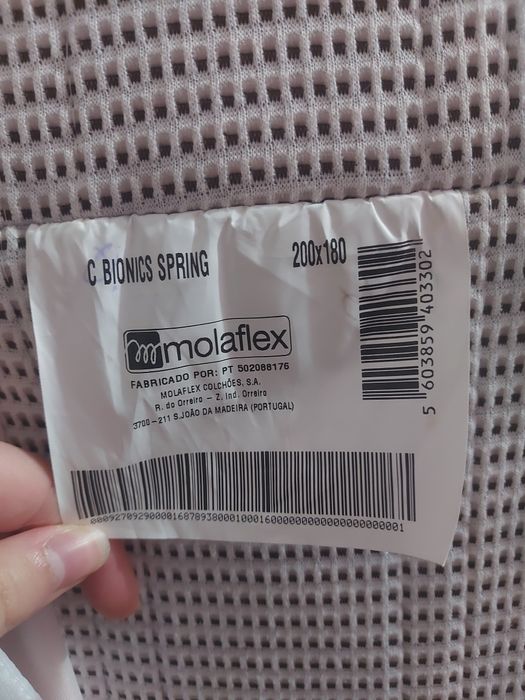 C BIONICS SPRING 200x180
molaflex
FABRICADO POR: PT 502088176
MOLAFLEX COLCHÕES, S.A.
R. do Orreiro - Z. Ind. Orreiro
3700-211 S.JOÃO DA MADEIRA (PORTUGAL)
5 603859 403302